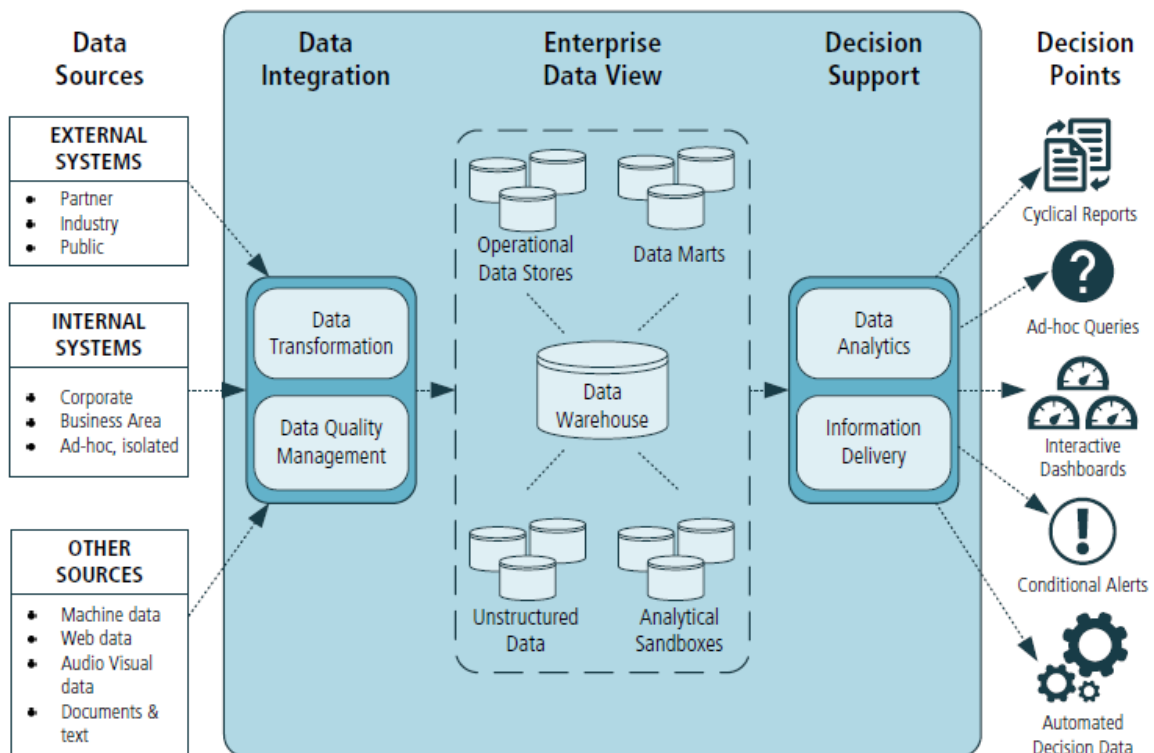 Data
Sources
Data
Integration
Enterprise
Data View
Decision
Support
Decision
Points
EXTERNAL
SYSTEMS
Partner
Industry
Public
INTERNAL
SYSTEMS
Corporate
Business Area
Ad-hoc, isolated
OTHER
SOURCES
Machine data
Web data
Audio Visual
data
Documents &
text
Data
Transformation
Data Quality
Management
Operational
Data Stores
Data Marts
Data
Warehouse
Unstructured
Data
Analytical
Sandboxes
Data
Analytics
Information
Delivery
Cyclical Reports
?
Ad-hoc Queries
Interactive
Dashboards
!
Conditional Alerts
Automated
Decision Data